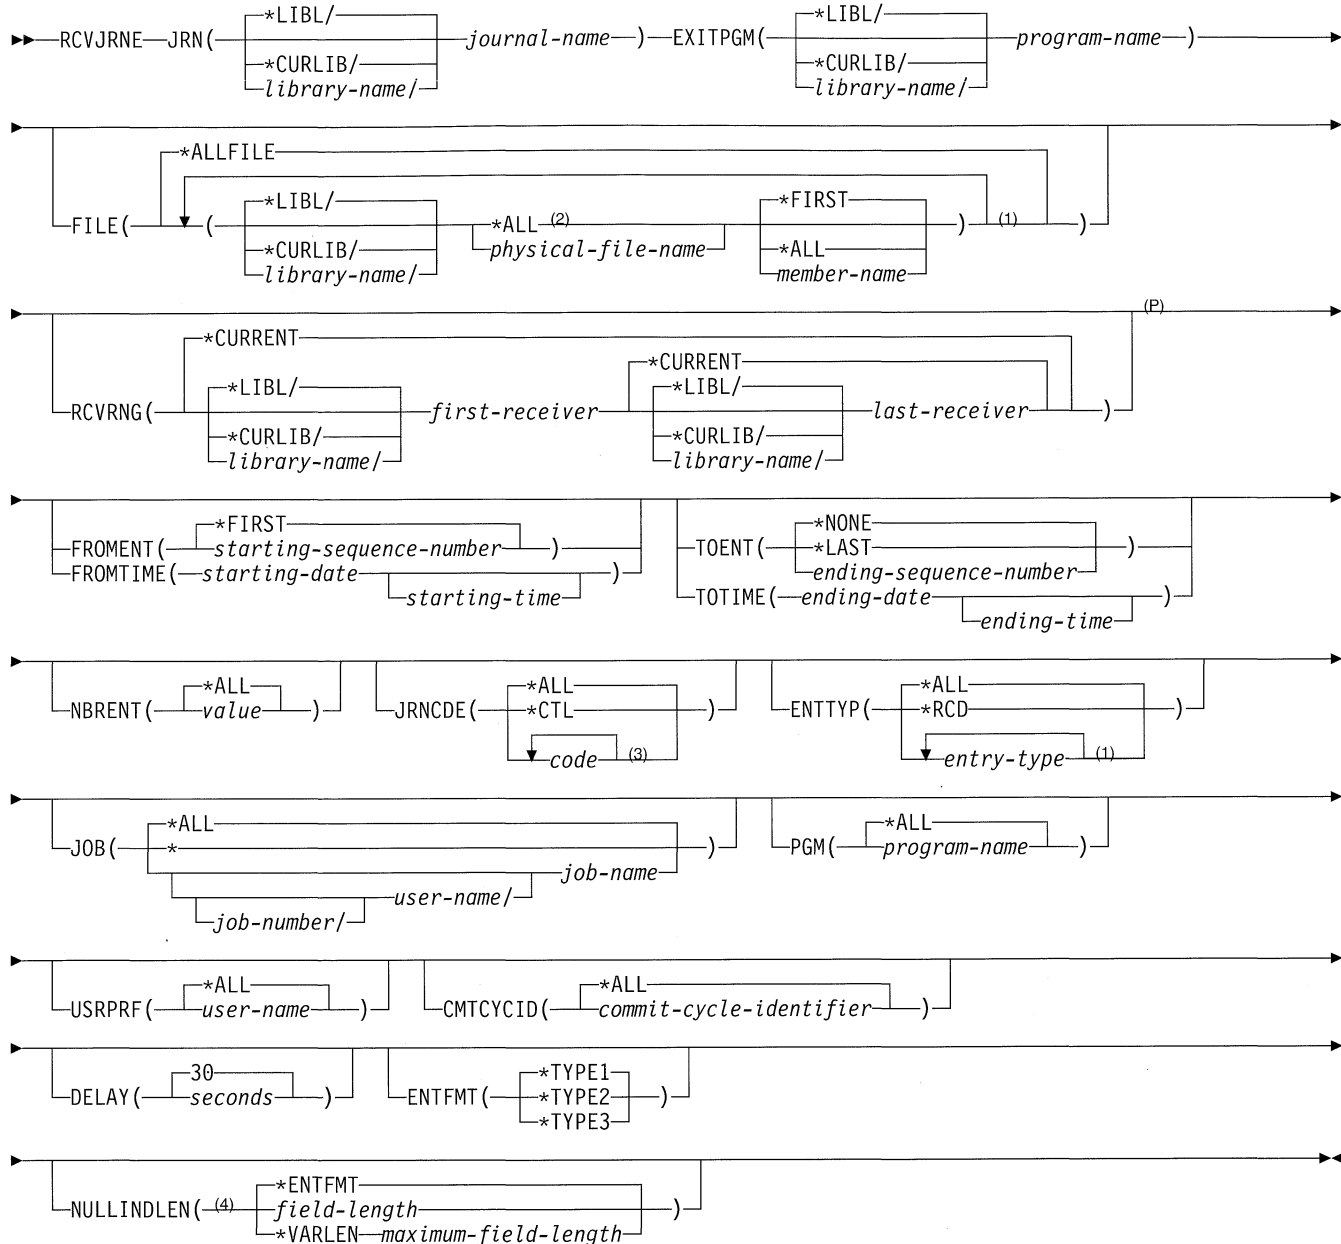 *LIBL/ *LIBL/
RCVJRNE JRN( journal-name ) EXITPGM( program-name )
*CURLIB/ *CURLIB/
library-name/ library-name/
*ALLFILE
*LIBL/ *FIRST
FILE( ( *ALL (2) ) (1) )
*CURLIB/ physical-file-name *ALL
library-name/ member-name
(P)
*CURRENT
*CURRENT
*LIBL/ *LIBL/
RCVRNG( first-receiver last-receiver )
*CURLIB/ *CURLIB/
library-name/ library-name/
*FIRST *NONE
FROMENT( starting-sequence-number ) TOENT( *LAST )
FROMTIME( starting-date ) ending-sequence-number
starting-time TOTIME( ending-date )
ending-time
*ALL *ALL *ALL
NBRENT( value ) JRNCDE( *CTL ) ENTTYP( *RCD )
code (3) entry-type (1)
*ALL *ALL
JOB( * ) PGM( program-name )
job-name
user-name/
job-number/
*ALL *ALL
USRPRF( user-name ) CMTCYCID( commit-cycle-identifier )
30 *TYPE1
DELAY( seconds ) ENTFMT( *TYPE2 )
*TYPE3
*ENTFMT
NULLINDLEN( (4) field-length )
*VARLEN maximum-field-length